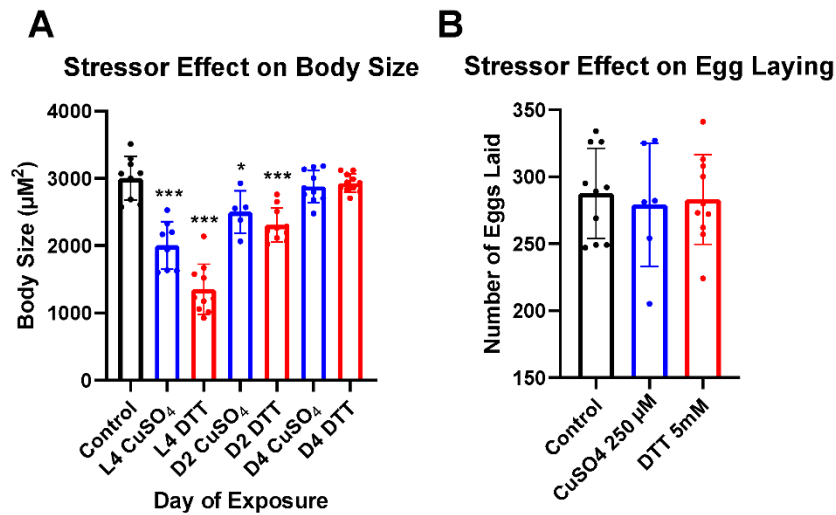 A
Stressor Effect on Body Size
Body Size (µM²)
4000
3000
2000
1000
0
***
***
*
***
Control
L4 CuSO₄
L4 DTT
D2 CuSO₄
D2 DTT
D4 CuSO₄
D4 DTT
Day of Exposure
B
Stressor Effect on Egg Laying
Number of Eggs Laid
350
300
250
200
150
Control
CuSO4 250 µM
DTT 5mM